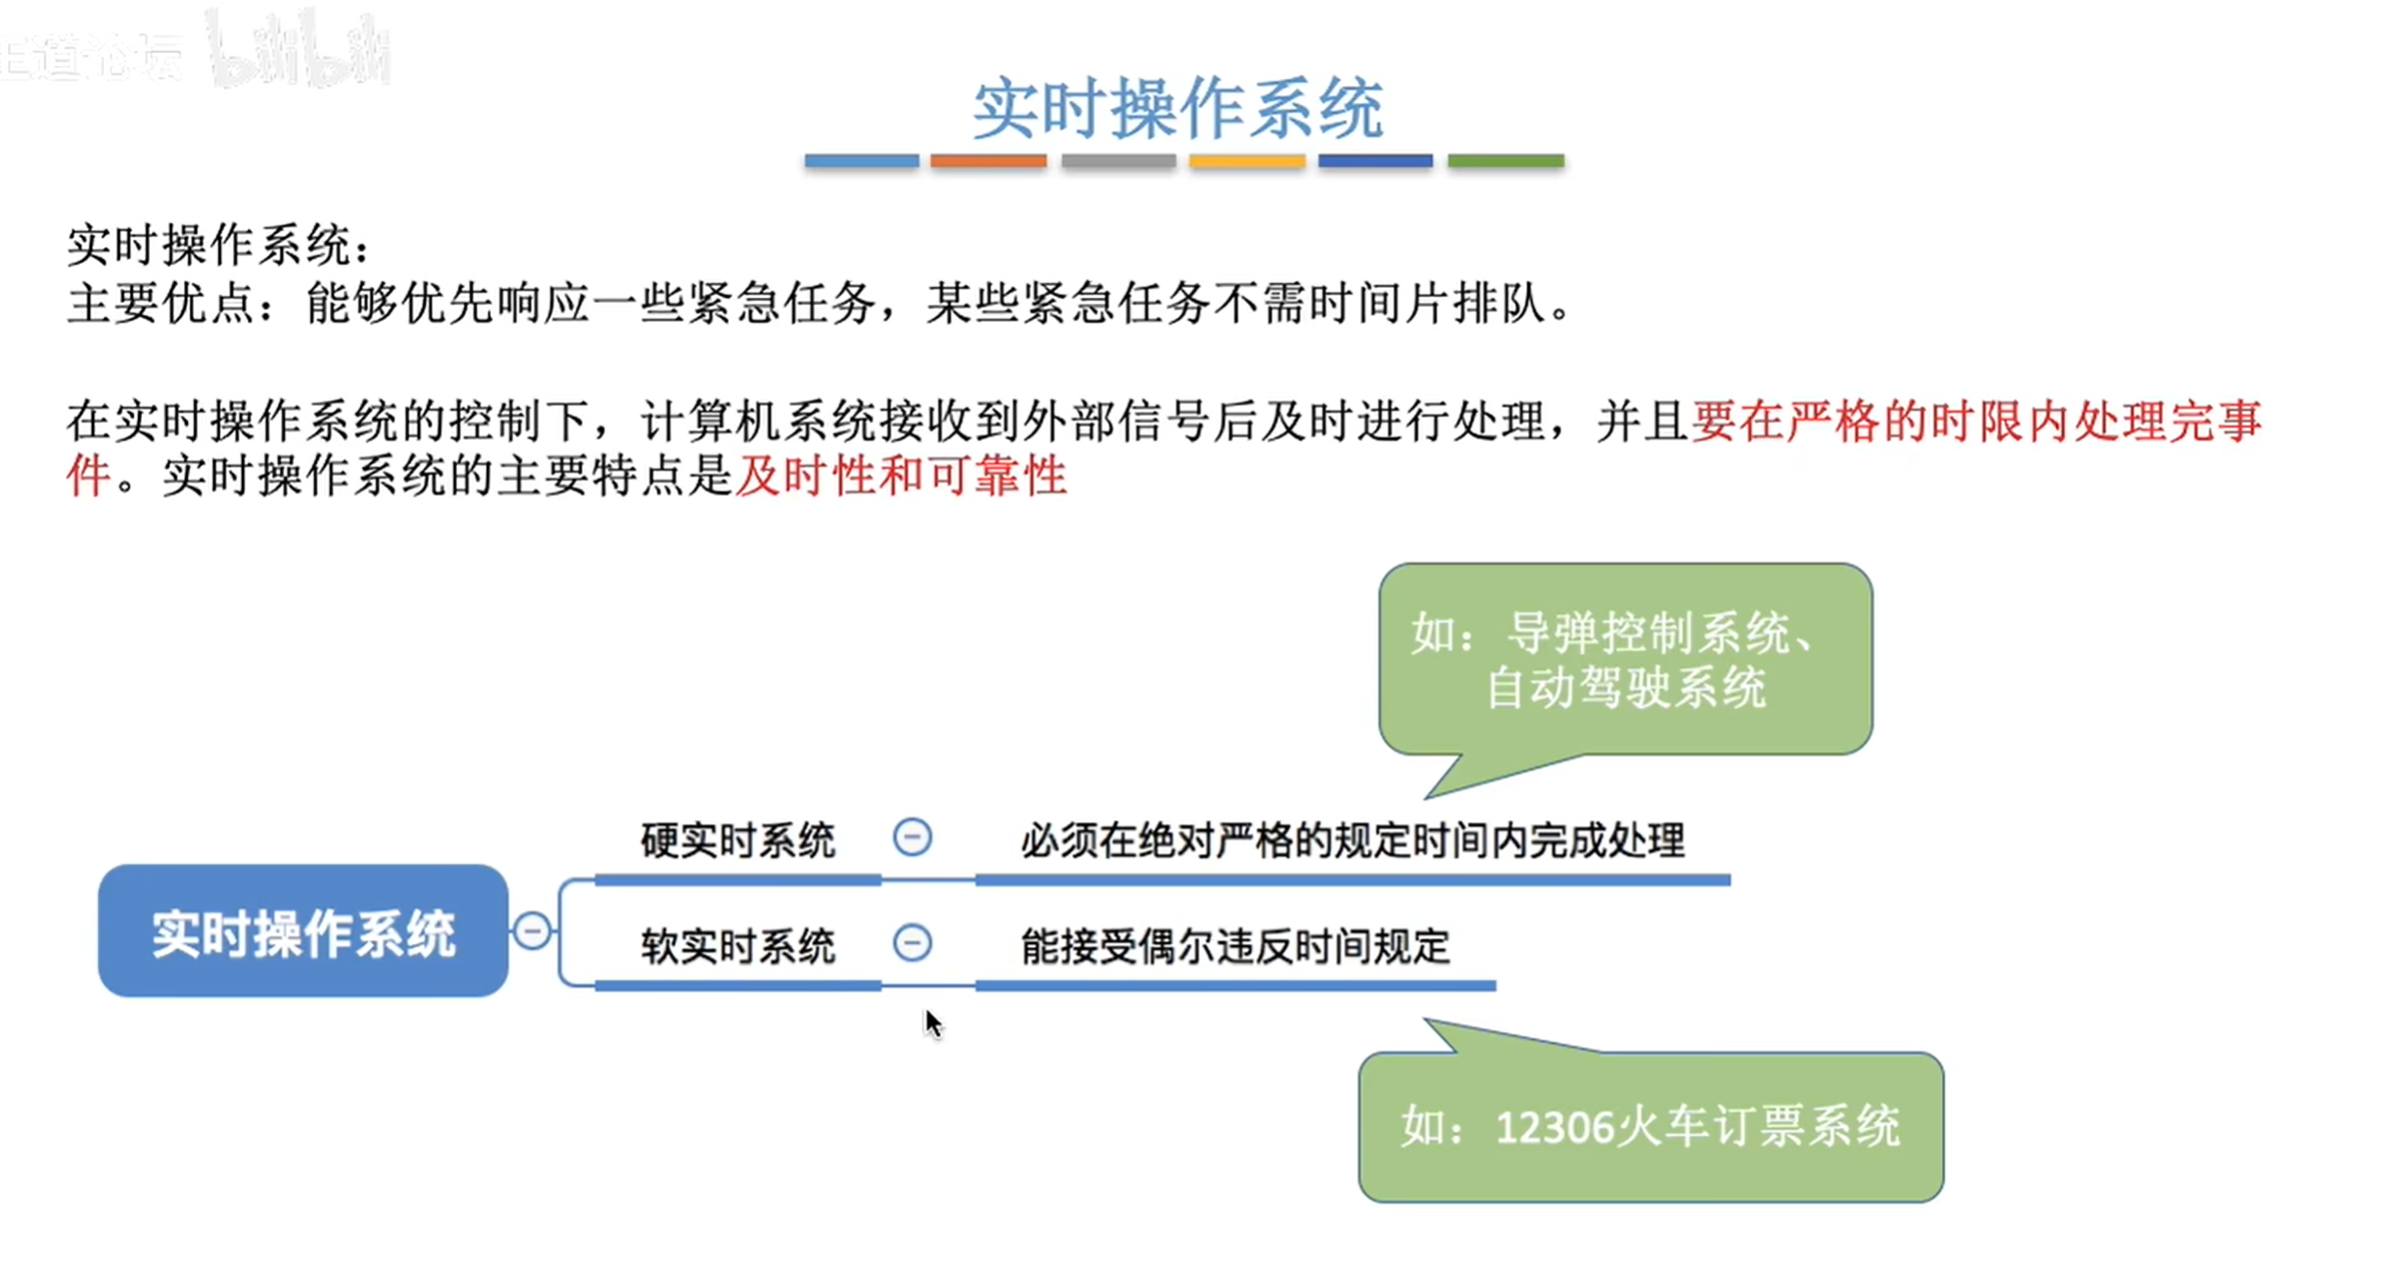 王道论坛 bilibili
实时操作系统
实时操作系统：
主要优点：能够优先响应一些紧急任务，某些紧急任务不需时间片排队。
在实时操作系统的控制下，计算机系统接收到外部信号后及时进行处理，并且要在严格的时限内处理完事
件。实时操作系统的主要特点是及时性和可靠性
如：导弹控制系统、
自动驾驶系统
硬实时系统
必须在绝对严格的规定时间内完成处理
实时操作系统
软实时系统
能接受偶尔违反时间规定
如：12306火车订票系统